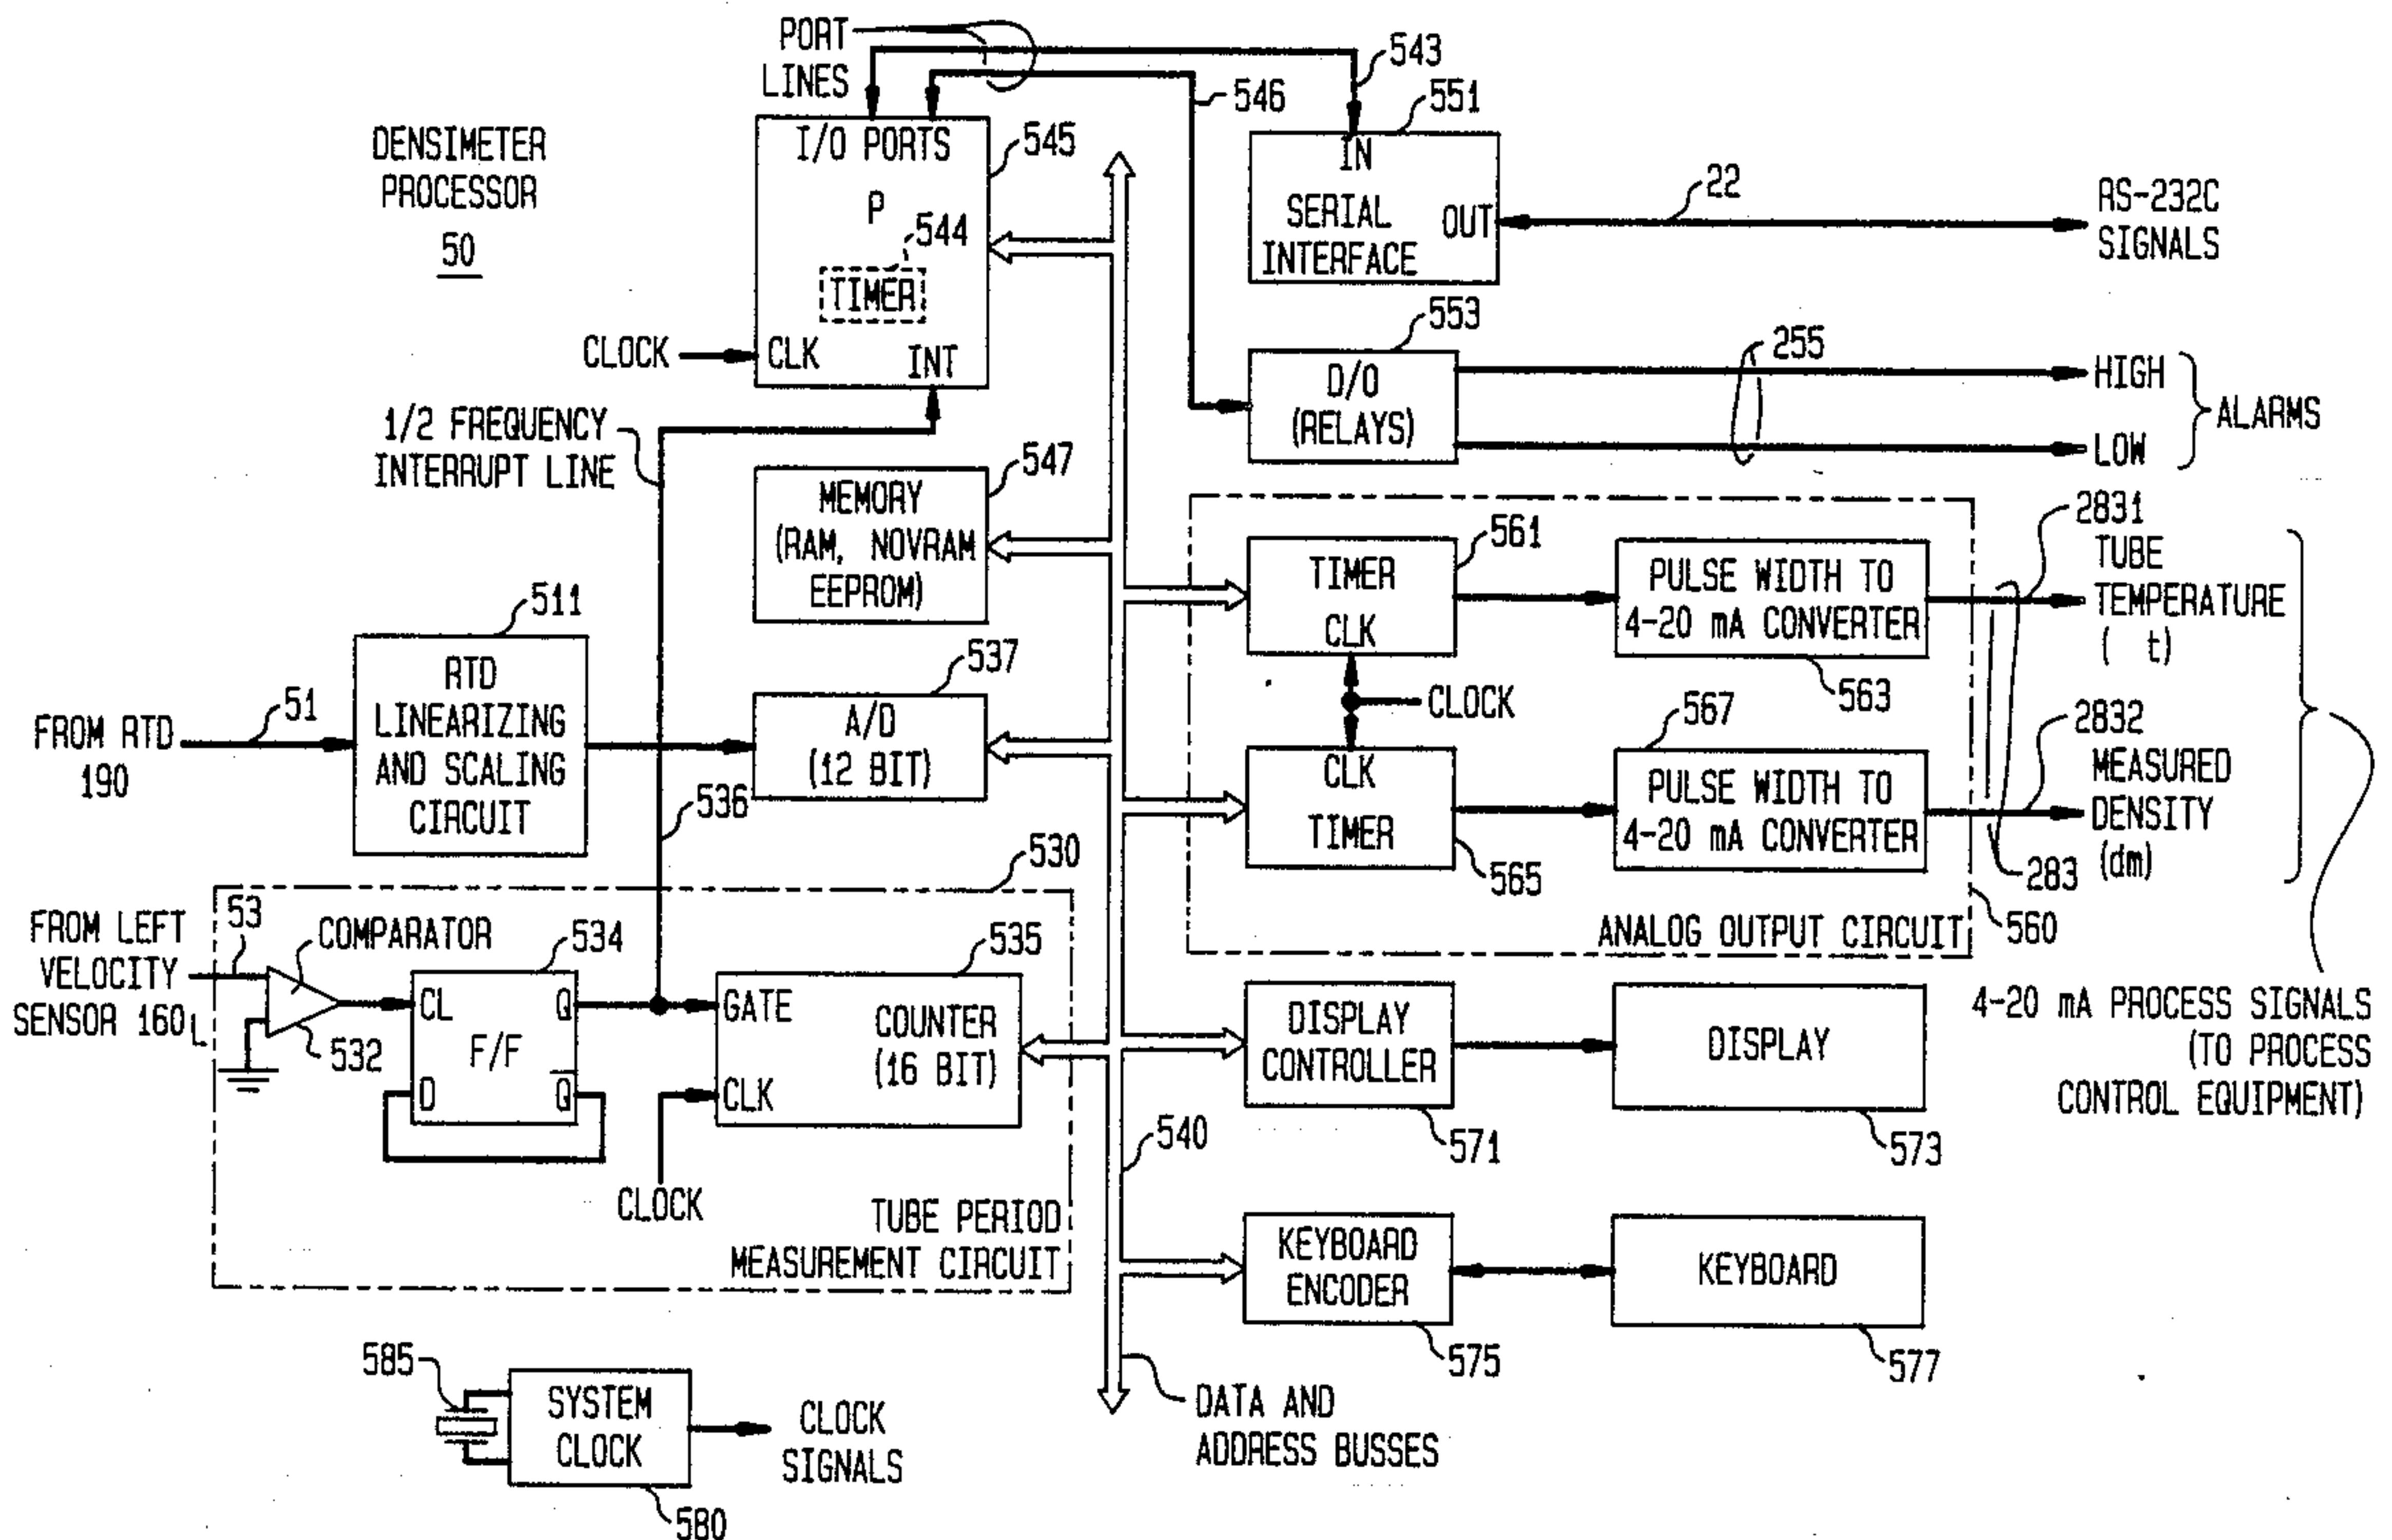 PORT
LINES
543
546
551
DENSIMETER
PROCESSOR
50
I/O PORTS
P
544
TIMER
CLK
INT
545
CLOCK
IN
SERIAL
INTERFACE
OUT
22
RS-232C
SIGNALS
553
D/O
(RELAYS)
255
HIGH
LOW
ALARMS
1/2 FREQUENCY
INTERRUPT LINE
547
MEMORY
(RAM, NOVRAM
EEPROM)
511
RTD
LINEARIZING
AND SCALING
CIRCUIT
FROM RTD
190
51
537
A/D
(12 BIT)
536
561
TIMER
CLK
PULSE WIDTH TO
4-20 mA CONVERTER
563
CLOCK
567
CLK
TIMER
565
PULSE WIDTH TO
4-20 mA CONVERTER
2831
TUBE
TEMPERATURE
( t)
2832
MEASURED
DENSITY
(dm)
283
ANALOG OUTPUT CIRCUIT
560
4-20 mA PROCESS SIGNALS
(TO PROCESS
CONTROL EQUIPMENT)
530
FROM LEFT
VELOCITY
SENSOR 160L
53
COMPARATOR
532
534
CL
Q
F/F
D
Q̅
535
GATE
COUNTER
(16 BIT)
CLK
CLOCK
TUBE PERIOD
MEASUREMENT CIRCUIT
DISPLAY
CONTROLLER
571
DISPLAY
573
540
KEYBOARD
ENCODER
575
KEYBOARD
577
DATA AND
ADDRESS BUSSES
585
SYSTEM
CLOCK
580
CLOCK
SIGNALS